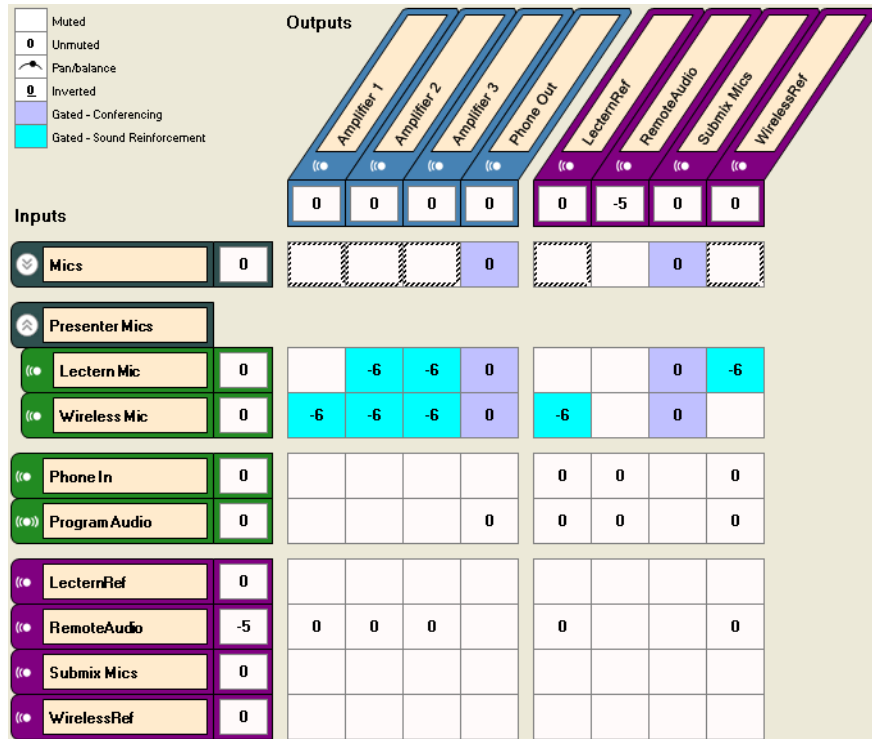 Muted
Outputs
0 Unmuted
Pan/balance
0 Inverted
Gated - Conferencing
Gated - Sound Reinforcement
Amplifier 1 Amplifier 2 Amplifier 3 Phone Out LecternRef RemoteAudio Submix Mics WirelessRef
0 0 0 0 0 -5 0 0
Inputs
Mics 0 0 0
Presenter Mics
Lectern Mic 0 -6 -6 0 0 -6
Wireless Mic 0 -6 -6 -6 0 -6 0
Phone In 0 0 0 0
Program Audio 0 0 0 0 0
LecternRef 0
RemoteAudio -5 0 0 0 0 0
Submix Mics 0
WirelessRef 0